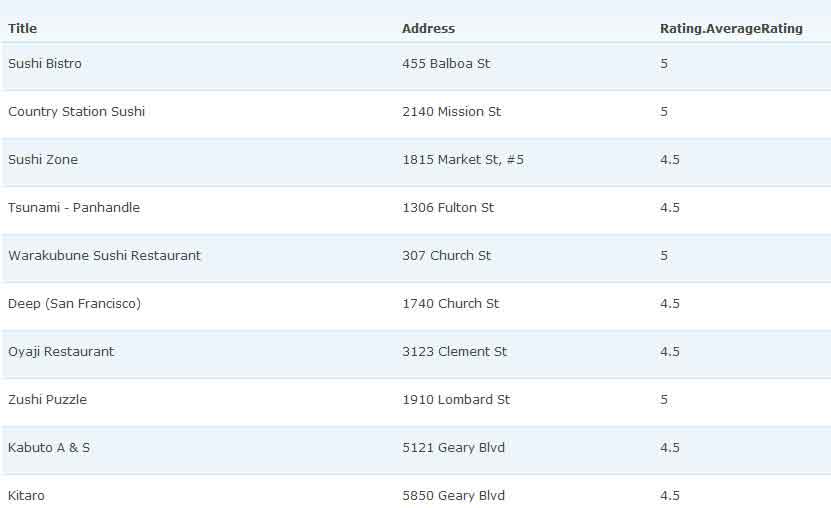 Title Address Rating.AverageRating
Sushi Bistro 455 Balboa St 5
Country Station Sushi 2140 Mission St 5
Sushi Zone 1815 Market St, #5 4.5
Tsunami - Panhandle 1306 Fulton St 4.5
Warakubune Sushi Restaurant 307 Church St 5
Deep (San Francisco) 1740 Church St 4.5
Oyaji Restaurant 3123 Clement St 4.5
Zushi Puzzle 1910 Lombard St 5
Kabuto A & S 5121 Geary Blvd 4.5
Kitaro 5850 Geary Blvd 4.5